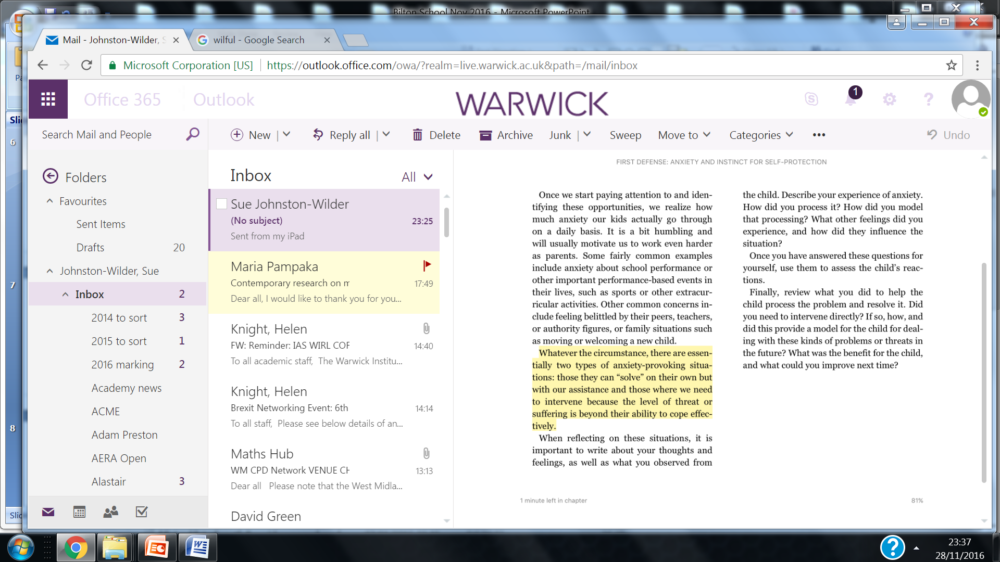 Bilton School Nov 2016 - Microsoft PowerPoint
Mail - Johnston-Wilder, S
wilful - Google Search
Microsoft Corporation [US]
https://outlook.office.com/owa/?realm=live.warwick.ac.uk&path=/mail/inbox
Office 365
Outlook
WARWICK
1
?
Search Mail and People
New
Reply all
Delete
Archive
Junk
Sweep
Move to
Categories
•••
Undo
6
7
8
Folders
Favourites
Sent Items
Drafts 20
Johnston-Wilder, Sue
Inbox 2
2014 to sort 3
2015 to sort 1
2016 marking 2
Academy news
ACME
Adam Preston
AERA Open
Alastair 3
Inbox
All
Sue Johnston-Wilder
(No subject) 23:25
Sent from my iPad
Maria Pampaka
Contemporary research on m 17:49
Dear all, I would like to thank you for you...
Knight, Helen
FW: Reminder: IAS WIRL COF 14:40
To all academic staff, The Warwick Institu...
Knight, Helen
Brexit Networking Event: 6th 14:14
To all staff, Please see below details of an...
Maths Hub
WM CPD Network VENUE CH 13:13
Dear all Please note that the West Midla...
David Green
FIRST DEFENSE: ANXIETY AND INSTINCT FOR SELF-PROTECTION
Once we start paying attention to and iden-
tifying these opportunities, we realize how
much anxiety our kids actually go through
on a daily basis. It is a bit humbling and
will usually motivate us to work even harder
as parents. Some fairly common examples
include anxiety about school performance or
other important performance-based events in
their lives, such as sports or other extracur-
ricular activities. Other common concerns in-
clude feeling belittled by their peers, teachers,
or authority figures, or family situations such
as moving or welcoming a new child.
Whatever the circumstance, there are essen-
tially two types of anxiety-provoking situa-
tions: those they can “solve” on their own but
with our assistance and those where we need
to intervene because the level of threat or
suffering is beyond their ability to cope effec-
tively.
When reflecting on these situations, it is
important to write about your thoughts and
feelings, as well as what you observed from
the child. Describe your experience of anxiety.
How did you process it? How did you model
that processing? What other feelings did you
experience, and how did they influence the
situation?
Once you have answered these questions for
yourself, use them to assess the child’s reac-
tions.
Finally, review what you did to help the
child process the problem and resolve it. Did
you need to intervene directly? If so, how, and
did this provide a model for the child for deal-
ing with these kinds of problems or threats in
the future? What was the benefit for the child,
and what could you improve next time?
1 minute left in chapter
81%
23:37
28/11/2016